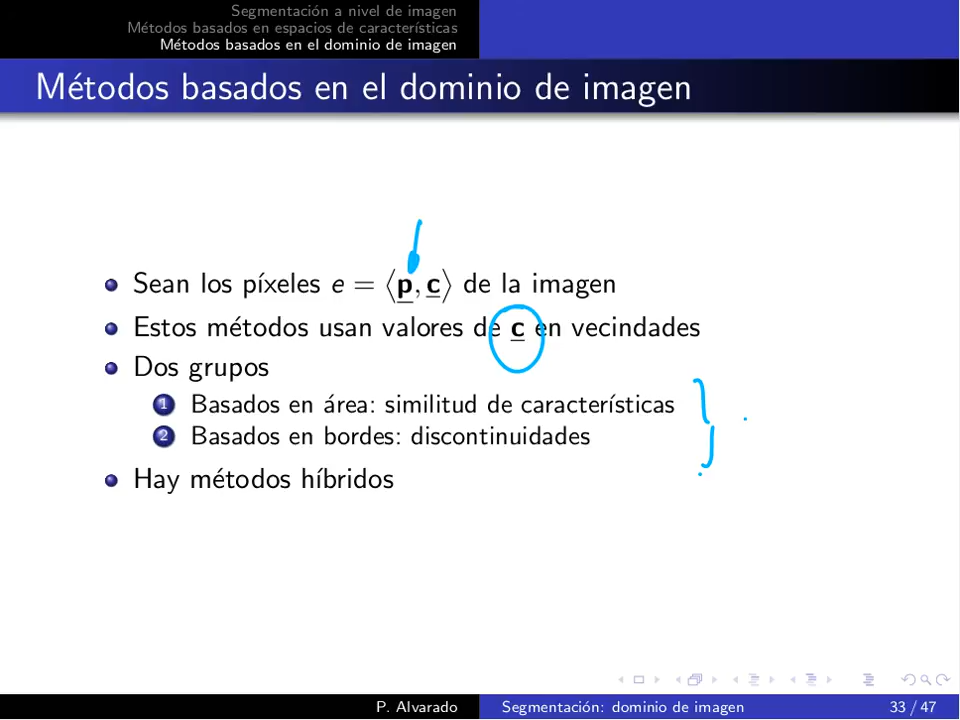 Segmentación a nivel de imagen
Métodos basados en espacios de características
Métodos basados en el dominio de imagen
Métodos basados en el dominio de imagen
Sean los píxeles e = ⟨p, c⟩ de la imagen
Estos métodos usan valores de c en vecindades
Dos grupos
1 Basados en área: similitud de características
2 Basados en bordes: discontinuidades
Hay métodos híbridos
P. Alvarado Segmentación: dominio de imagen 33 / 47